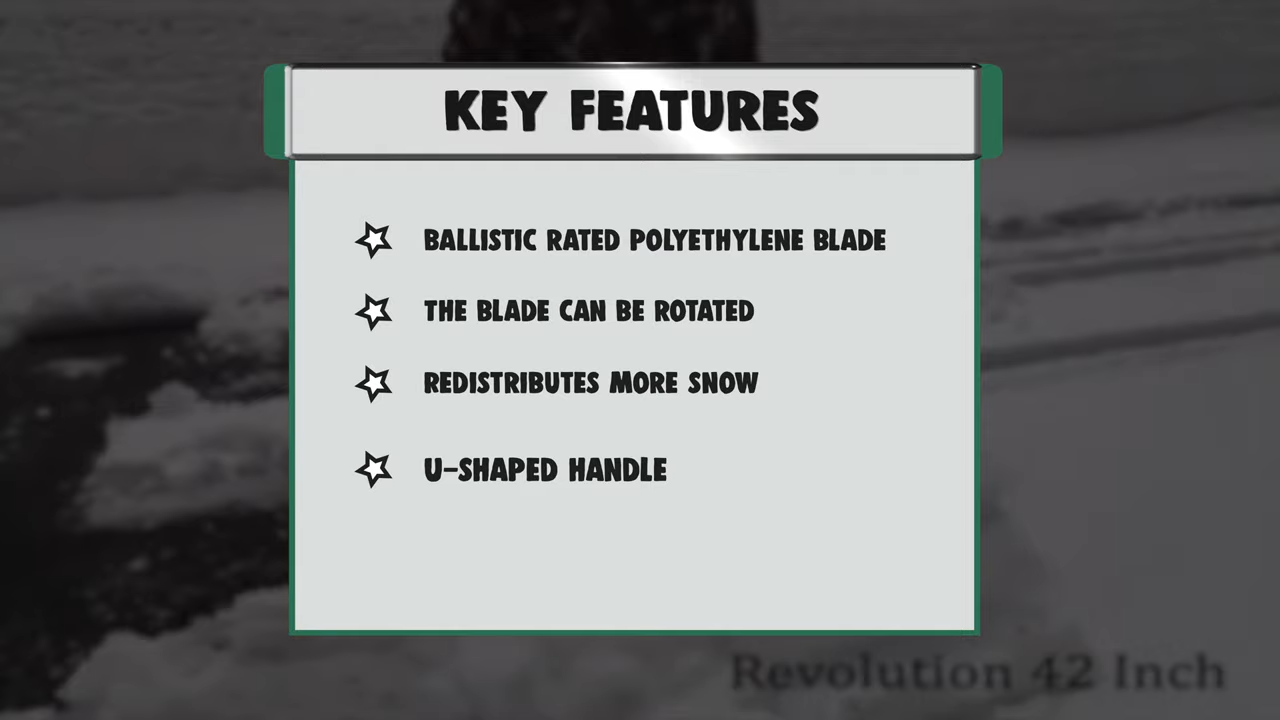 KEY FEATURES
BALLISTIC RATED POLYETHYLENE BLADE
THE BLADE CAN BE ROTATED
REDISTRIBUTES MORE SNOW
U-SHAPED HANDLE
Revolution 42 Inch